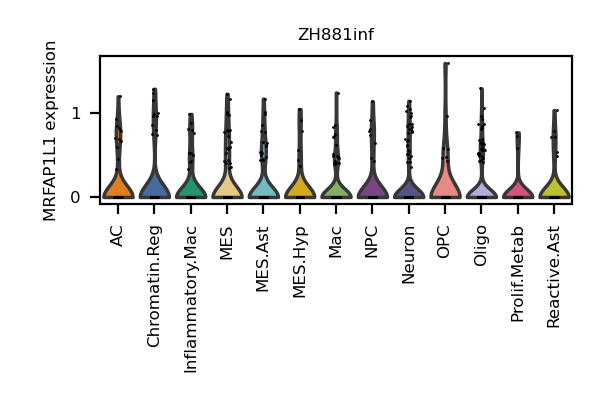 ZH881inf
MRFAP1L1 expression
1
0
AC
Chromatin.Reg
Inflammatory.Mac
MES
MES.Ast
MES.Hyp
Mac
NPC
Neuron
OPC
Oligo
Prolif.Metab
Reactive.Ast